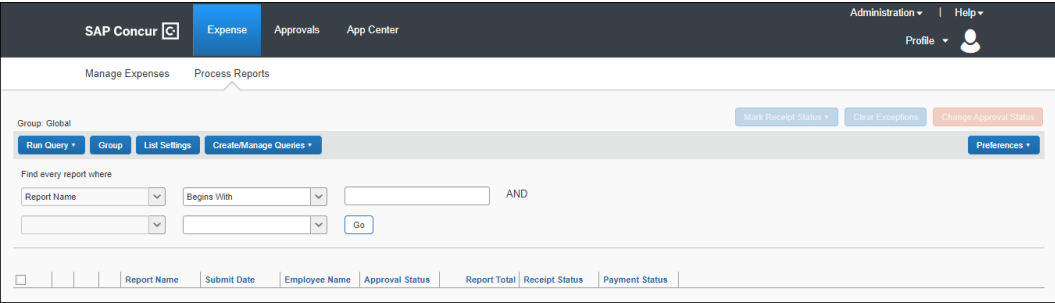 Administration | Help
SAP Concur C Expense Approvals App Center
Profile
Manage Expenses Process Reports
Mark Receipt Status Clear Exceptions Change Approval Status
Group: Global
Run Query Group List Settings Create/Manage Queries Preferences
Find every report where
Report Name Begins With AND
Go
Report Name Submit Date Employee Name Approval Status Report Total Receipt Status Payment Status